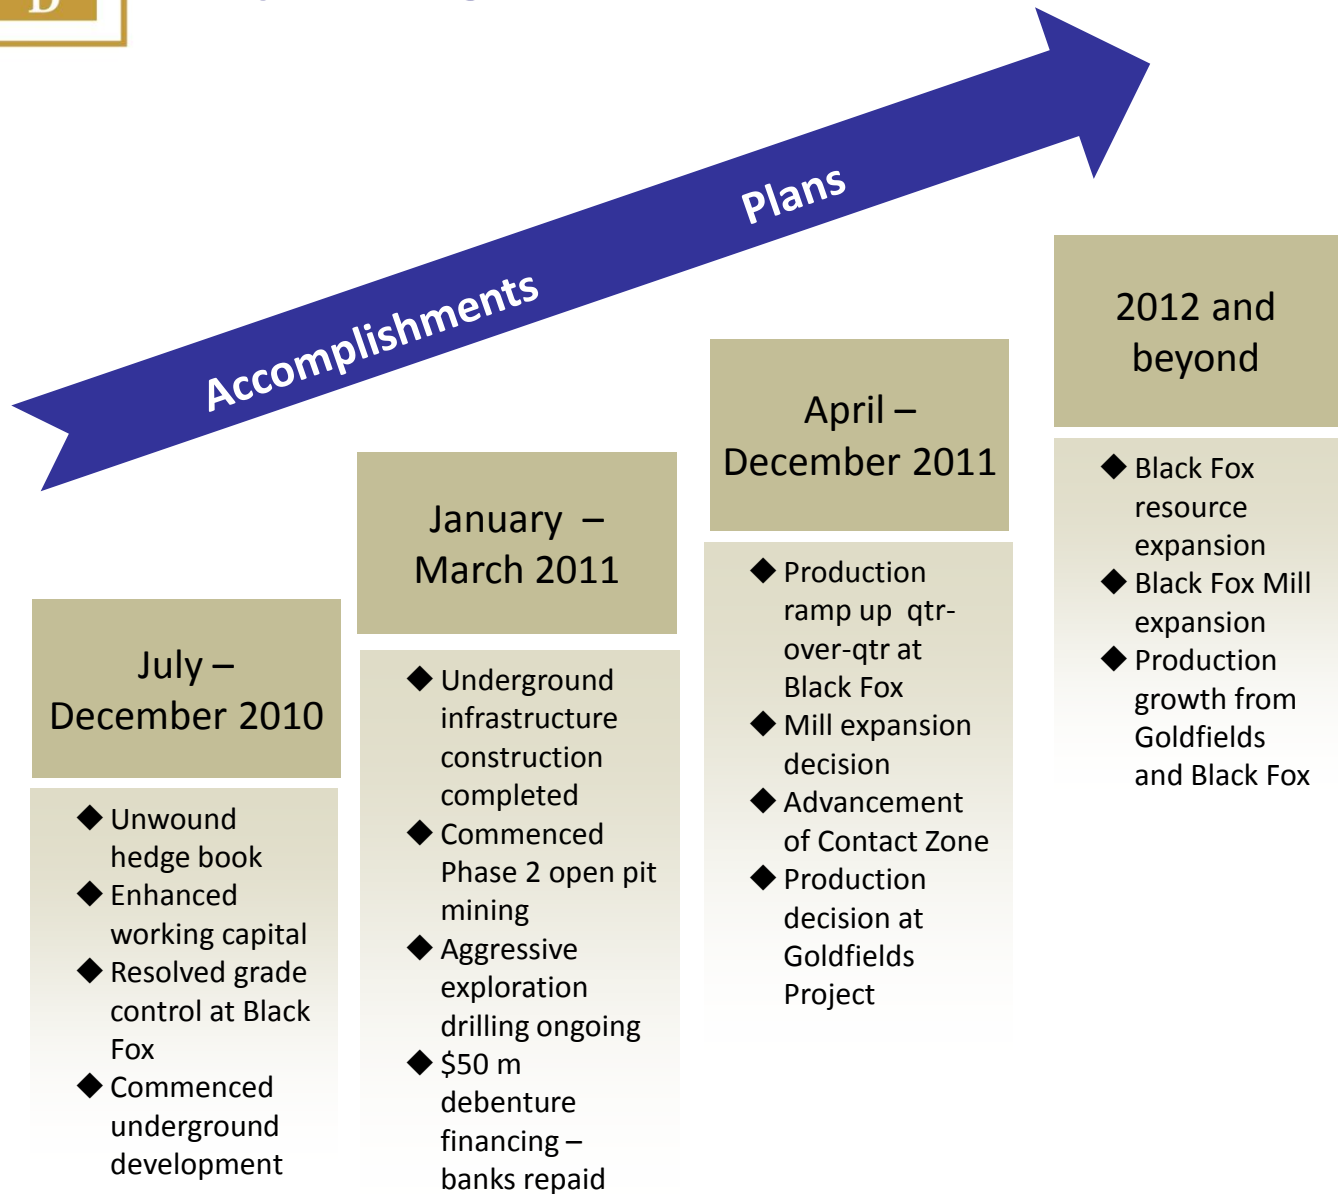 D
Accomplishments
Plans
July –
December 2010
◆ Unwound
hedge book
◆ Enhanced
working capital
◆ Resolved grade
control at Black
Fox
◆ Commenced
underground
development
January –
March 2011
◆ Underground
infrastructure
construction
completed
◆ Commenced
Phase 2 open pit
mining
◆ Aggressive
exploration
drilling ongoing
◆ $50 m
debenture
financing –
banks repaid
April –
December 2011
◆ Production
ramp up qtr-
over-qtr at
Black Fox
◆ Mill expansion
decision
◆ Advancement
of Contact Zone
◆ Production
decision at
Goldfields
Project
2012 and
beyond
◆ Black Fox
resource
expansion
◆ Black Fox Mill
expansion
◆ Production
growth from
Goldfields
and Black Fox